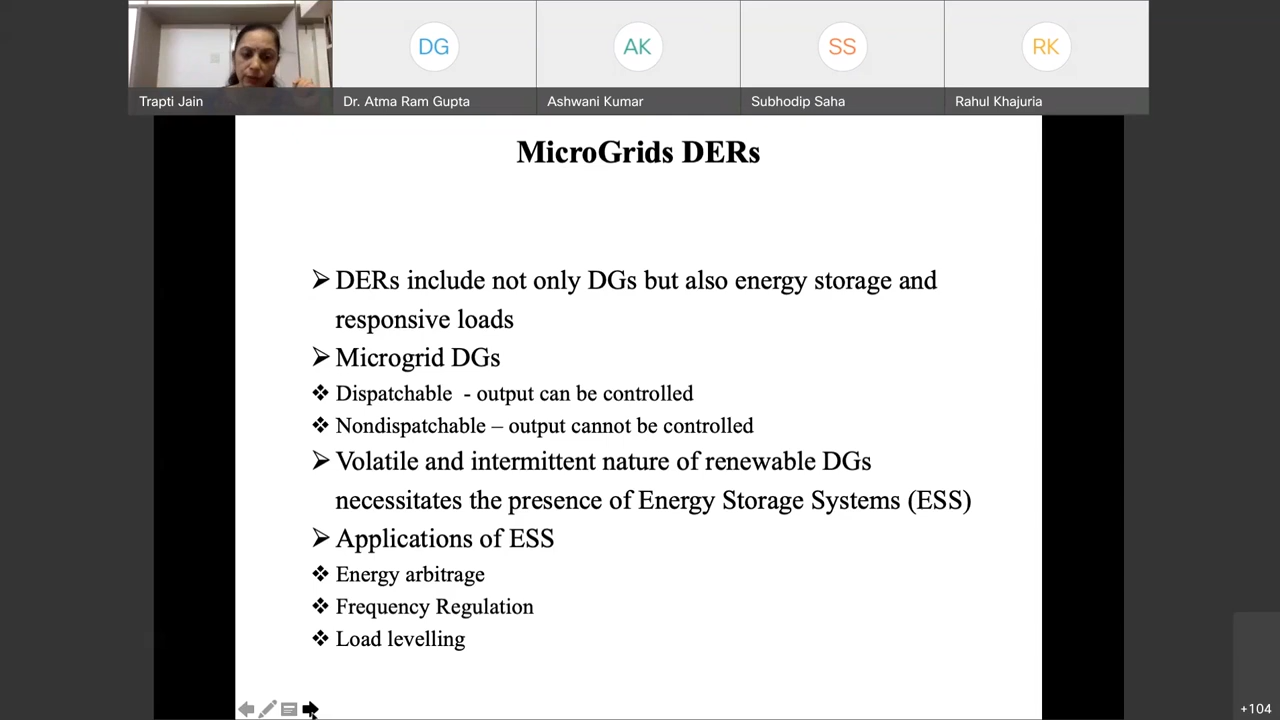 DG
AK
SS
RK
Trapti Jain
Dr. Atma Ram Gupta
Ashwani Kumar
Subhodip Saha
Rahul Khajuria
MicroGrids DERs
➢ DERs include not only DGs but also energy storage and
responsive loads
➢ Microgrid DGs
❖ Dispatchable - output can be controlled
❖ Nondispatchable – output cannot be controlled
➢ Volatile and intermittent nature of renewable DGs
necessitates the presence of Energy Storage Systems (ESS)
➢ Applications of ESS
❖ Energy arbitrage
❖ Frequency Regulation
❖ Load levelling
+104